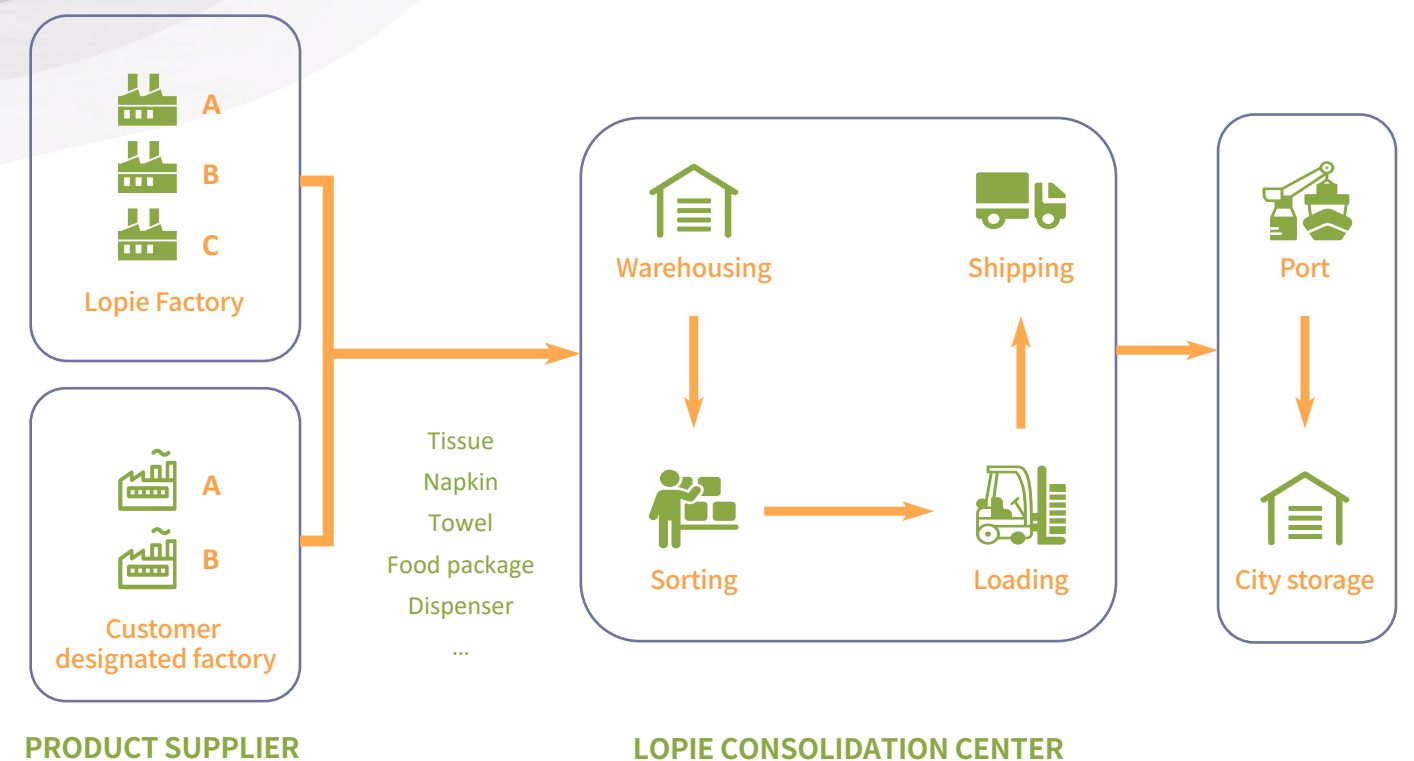 A
B
C
Lopie Factory
A
B
Customer
designated factory
PRODUCT SUPPLIER
Tissue
Napkin
Towel
Food package
Dispenser
...
Warehousing
Shipping
Sorting
Loading
LOPIE CONSOLIDATION CENTER
Port
City storage